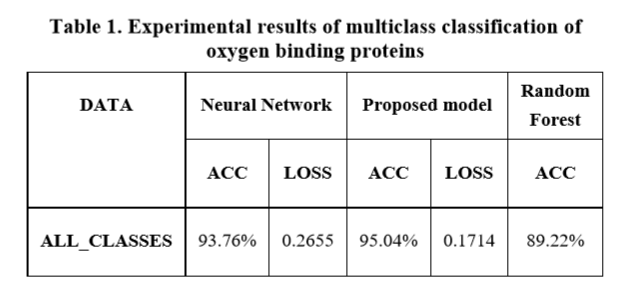 Table 1. Experimental results of multiclass classification of
oxygen binding proteins
DATA Neural Network Proposed model Random
Forest
ACC LOSS ACC LOSS ACC
ALL_CLASSES 93.76% 0.2655 95.04% 0.1714 89.22%